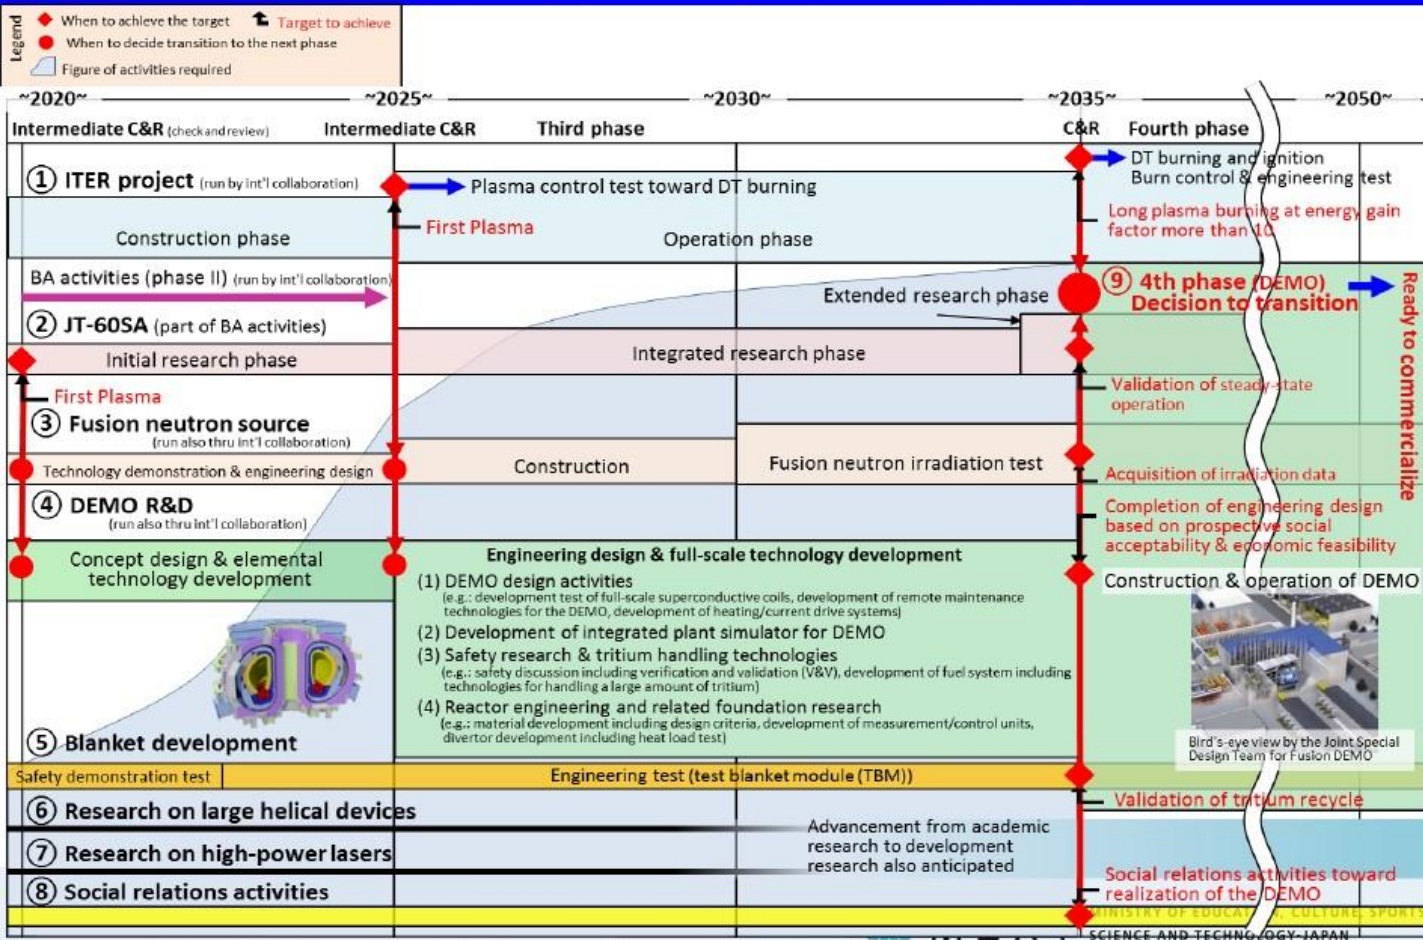 Legend
When to achieve the target
Target to achieve
When to decide transition to the next phase
Figure of activities required
~2020~
~2025~
~2030~
~2035~
~2050~
Intermediate C&R (check and review)
Intermediate C&R
Third phase
C&R
Fourth phase
① ITER project (run by int'l collaboration)
Plasma control test toward DT burning
DT burning and ignition
Burn control & engineering test
First Plasma
Long plasma burning at energy gain
factor more than 10
Construction phase
Operation phase
BA activities (phase II) (run by int'l collaboration)
Extended research phase
⑨ 4th phase (DEMO)
Decision to transition
Ready to commercialize
② JT-60SA (part of BA activities)
Initial research phase
Integrated research phase
First Plasma
Validation of steady-state
operation
③ Fusion neutron source
(run also thru int'l collaboration)
Technology demonstration & engineering design
Construction
Fusion neutron irradiation test
Acquisition of irradiation data
④ DEMO R&D
(run also thru int'l collaboration)
Completion of engineering design
based on prospective social
acceptability & economic feasibility
Concept design & elemental
technology development
Engineering design & full-scale technology development
(1) DEMO design activities
(e.g.: development test of full-scale superconductive coils, development of remote maintenance
technologies for the DEMO, development of heating/current drive systems)
(2) Development of integrated plant simulator for DEMO
(3) Safety research & tritium handling technologies
(e.g.: safety discussion including verification and validation (V&V), development of fuel system including
technologies for handling a large amount of tritium)
(4) Reactor engineering and related foundation research
(e.g.: material development including design criteria, development of measurement/control units,
divertor development including heat load test)
Construction & operation of DEMO
Bird's-eye view by the Joint Special
Design Team for Fusion DEMO
⑤ Blanket development
Safety demonstration test
Engineering test (test blanket module (TBM))
Validation of tritium recycle
⑥ Research on large helical devices
⑦ Research on high-power lasers
Advancement from academic
research to development
research also anticipated
⑧ Social relations activities
Social relations activities toward
realization of the DEMO
MINISTRY OF EDUCATION, CULTURE, SPORTS
SCIENCE AND TECHNOLOGY-JAPAN